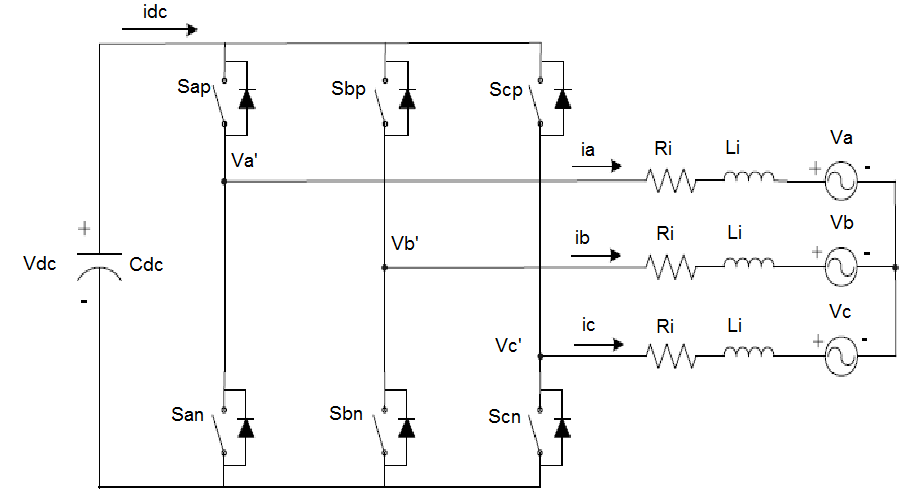 idc
Sap
Sbp
Scp
Va'
ia
Ri
Li
Va
+
-
Vb'
ib
Ri
Li
Vb
+
-
Vdc
+
-
Cdc
Vc'
ic
Ri
Li
Vc
+
-
San
Sbn
Scn